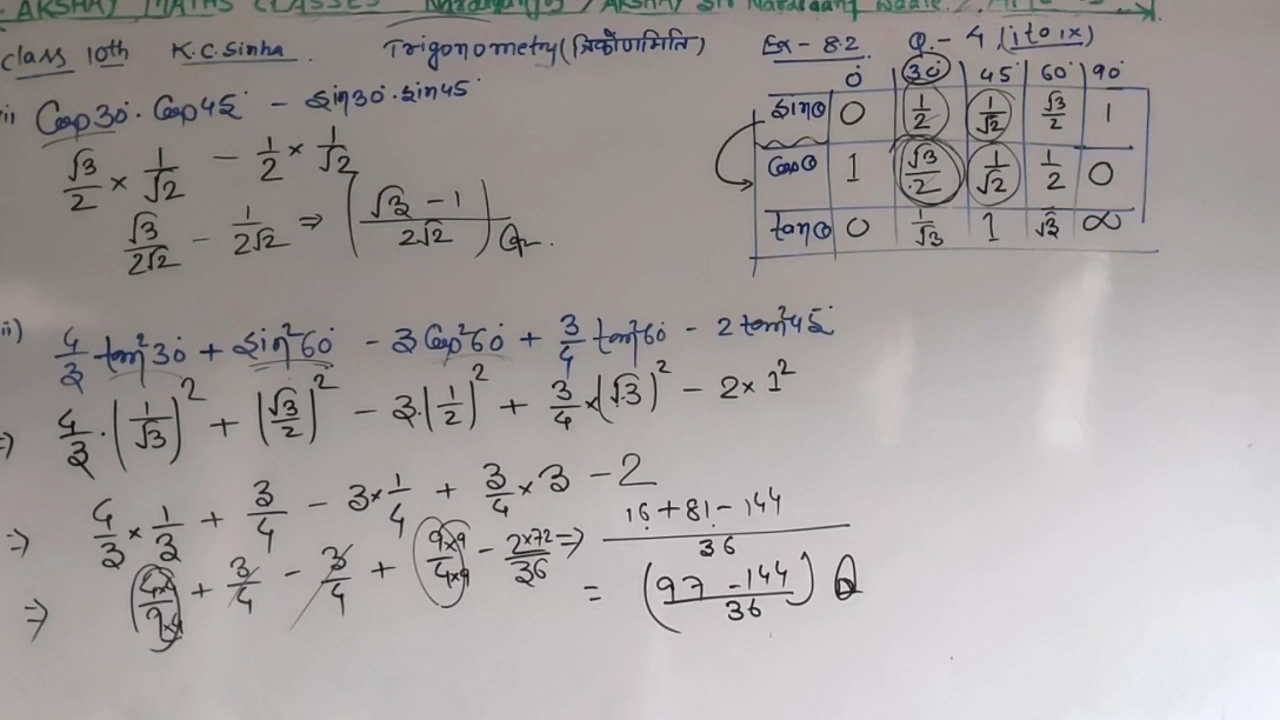 AKSHAY MATHS CLASSES
class 10th K.C. Sinha. Trigonometry(त्रिकोणमिति) Ex - 8.2 Q.- 4 (i to ix)
0° 30° 45° 60° 90°
sinθ 0 1/2 1/√2 √3/2 1
cosθ 1 √3/2 1/√2 1/2 0
tanθ 0 1/√3 1 √3 ∞
ii Cos30°. Cos45° - sin30°.sin45°
√3/2 × 1/√2 - 1/2 × 1/√2
√3/2√2 - 1/2√2 ⇒ (√3 - 1/2√2)
ii) 4/3 tan²30° + sin²60° - 3 Cos²60° + 3/4 tan²60° - 2 tan²45°
⇒ 4/3 . (1/√3)² + (√3/2)² - 3.(1/2)² + 3/4 × (√3)² - 2 × 1²
⇒ 4/3 × 1/3 + 3/4 - 3 × 1/4 + 3/4 × 3 - 2
⇒ 4×4/9×4 + 3/4 - 3/4 + 9×9/4×9 - 2×72/36 ⇒ 16 + 81 - 144/36
= (97 - 144/36)